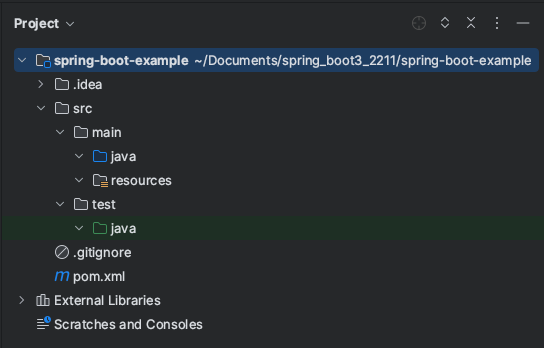 Project
spring-boot-example ~/Documents/spring_boot3_2211/spring-boot-example
.idea
src
main
java
resources
test
java
.gitignore
pom.xml
External Libraries
Scratches and Consoles